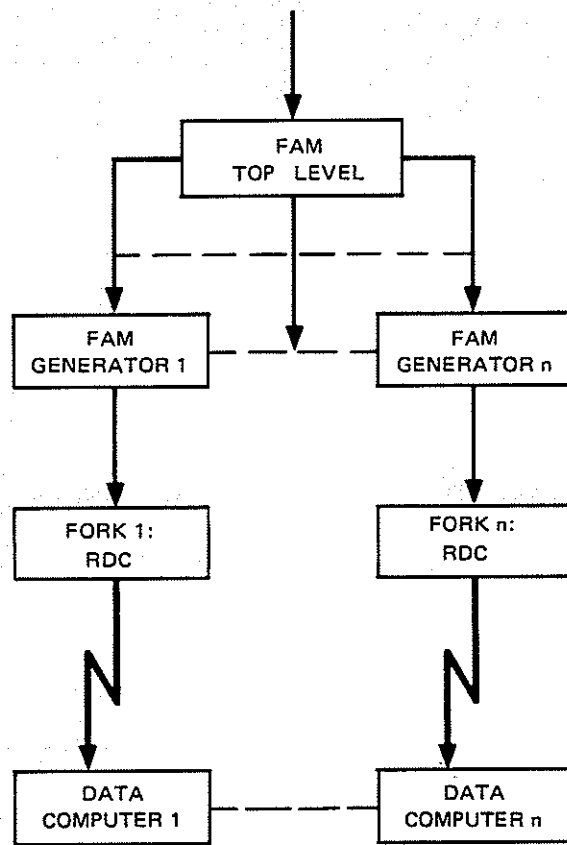 FAM
TOP LEVEL
FAM
GENERATOR 1
FAM
GENERATOR n
FORK 1:
RDC
FORK n:
RDC
DATA
COMPUTER 1
DATA
COMPUTER n